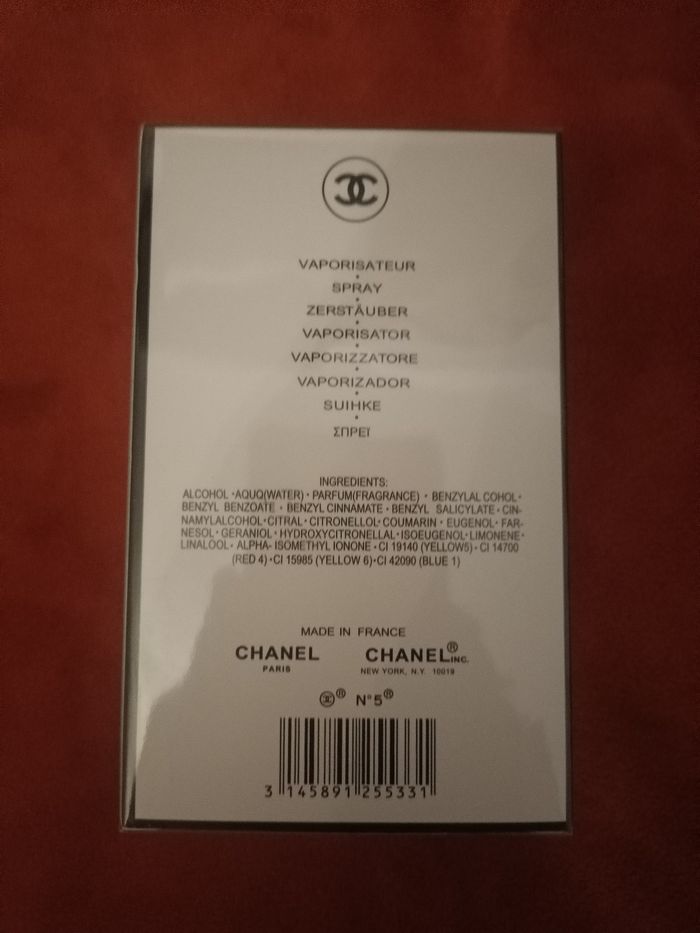 VAPORISATEUR
SPRAY
ZERSTÄUBER
VAPORISATOR
VAPORIZZATORE
VAPORIZADOR
SUIHKE
ΣΠΡΕΪ
INGREDIENTS:
ALCOHOL・AQUQ(WATER)・PARFUM(FRAGRANCE)・BENZYLAL COHOL・
BENZYL BENZOATE・BENZYL CINNAMATE・BENZYL SALICYLATE・CIN-
NAMYLALCOHOL・CITRAL・CITRONELLOL・COUMARIN・EUGENOL・FAR-
NESOL・GERANIOL・HYDROXYCITRONELLAL・ISOEUGENOL・LIMONENE・
LINALOOL・ALPHA- ISOMETHYL IONONE・CI 19140 (YELLOW5)・CI 14700
(RED 4)・CI 15985 (YELLOW 6)・CI 42090 (BLUE 1)
MADE IN FRANCE
CHANEL CHANEL® INC.
PARIS NEW YORK, N.Y. 10019
® N°5®
3 145891 255331